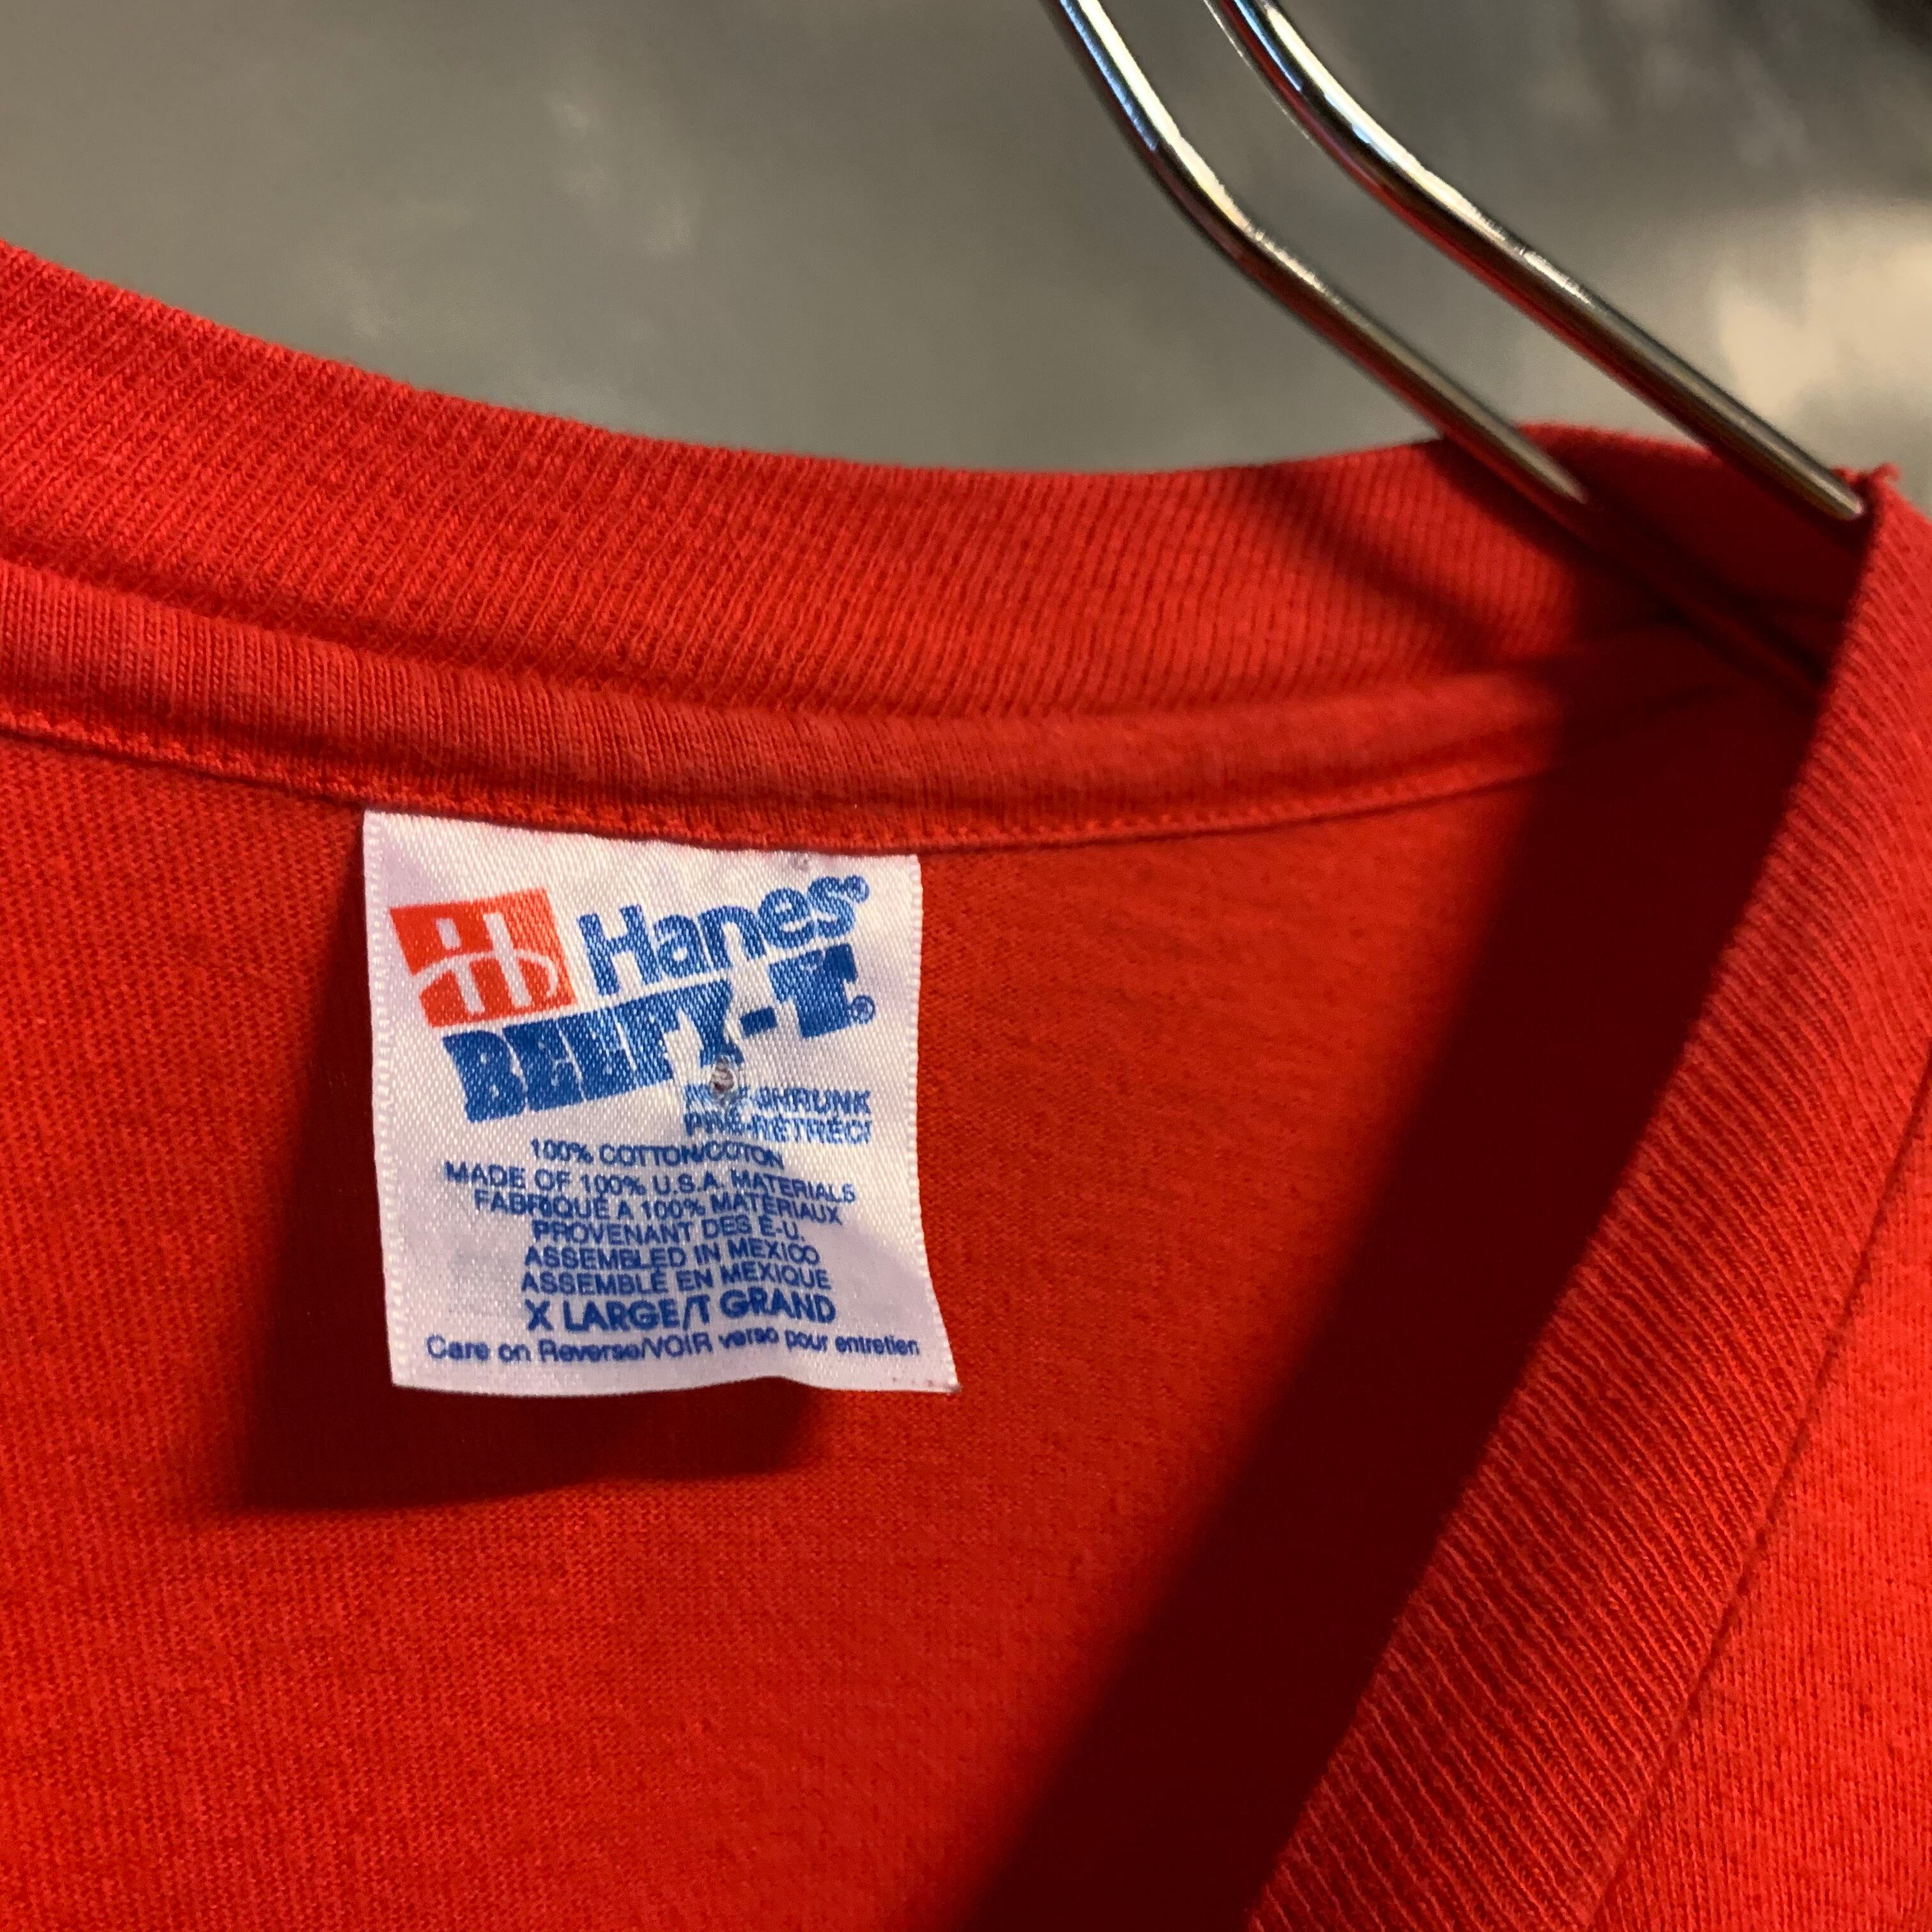 Hanes®
BEEFY-T®
PRE-SHRUNK
PRÉ-RÉTRÉCI
100% COTTON/COTON
MADE OF 100% U.S.A. MATERIALS
FABRIQUÉ A 100% MATÉRIAUX
PROVENANT DES É-U.
ASSEMBLED IN MEXICO
ASSEMBLÉ EN MEXIQUE
X LARGE/T GRAND
Care on Reverse/VOIR verso pour entretien